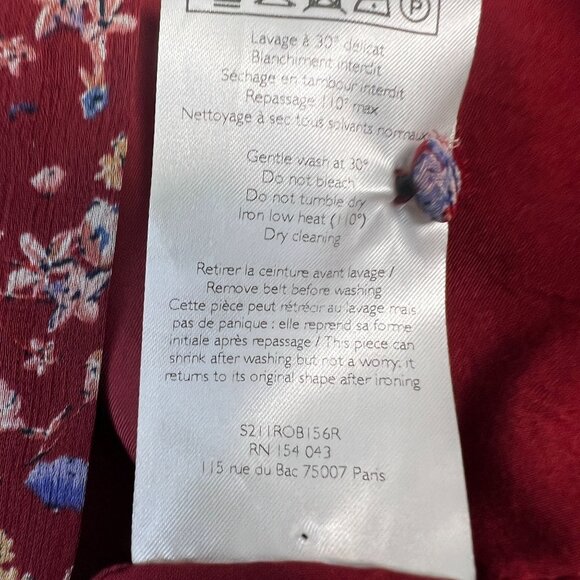 P
Lavage à 30° délicat
Blanchiment interdit
Séchage en tambour interdit
Repassage 110° max
Nettoyage à sec tous solvants normaux
Gentle wash at 30°
Do not bleach
Do not tumble dry
Iron low heat (110°)
Dry cleaning
Retirer la ceinture avant lavage /
Remove belt before washing
Cette pièce peut rétrécir au lavage mais
pas de panique : elle reprend sa forme
initiale après repassage / This piece can
shrink after washing but not a worry, it
returns to its original shape after ironing
S211ROB156R
RN 154 043
115 rue du Bac 75007 Paris